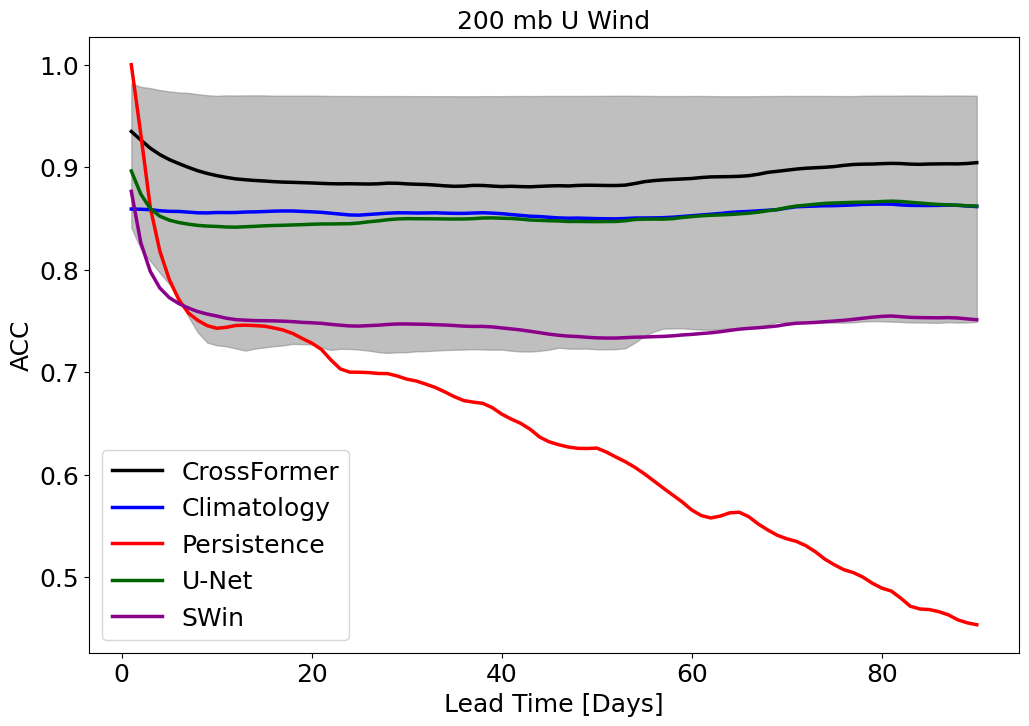 200 mb U Wind
1.0
0.9
0.8
0.7
0.6
0.5
ACC
CrossFormer
Climatology
Persistence
U-Net
SWin
0 20 40 60 80
Lead Time [Days]